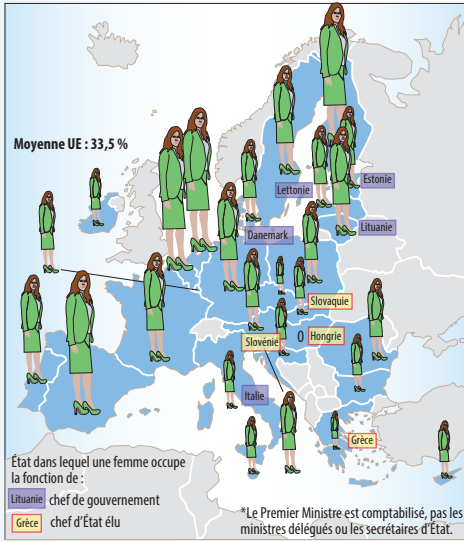 Moyenne UE : 33,5 %
Estonie
Lettonie
Lituanie
Danemark
Slovaquie
Slovénie
0
Hongrie
Italie
Grèce
État dans lequel une femme occupe
la fonction de :
Lituanie chef de gouvernement
Grèce chef d’État élu
*Le Premier Ministre est comptabilisé, pas les
ministres délégués ou les secrétaires d’État.